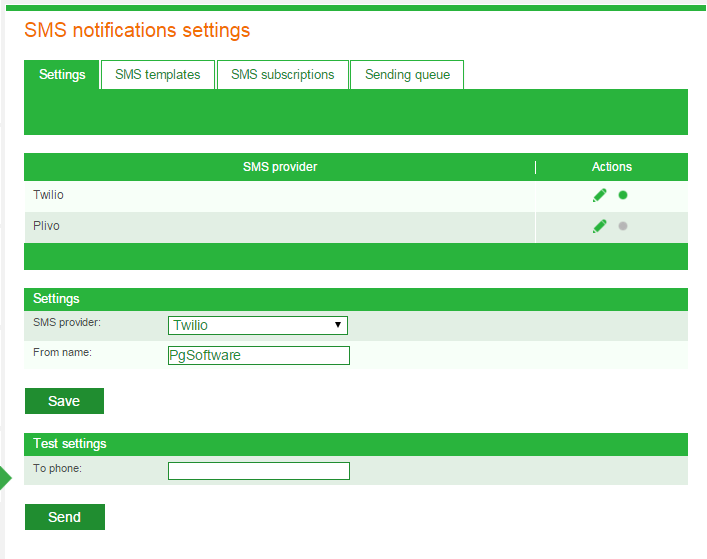 SMS notifications settings
Settings SMS templates SMS subscriptions Sending queue
SMS provider Actions
Twilio
Plivo
Settings
SMS provider: Twilio
From name: PgSoftware
Save
Test settings
To phone:
Send